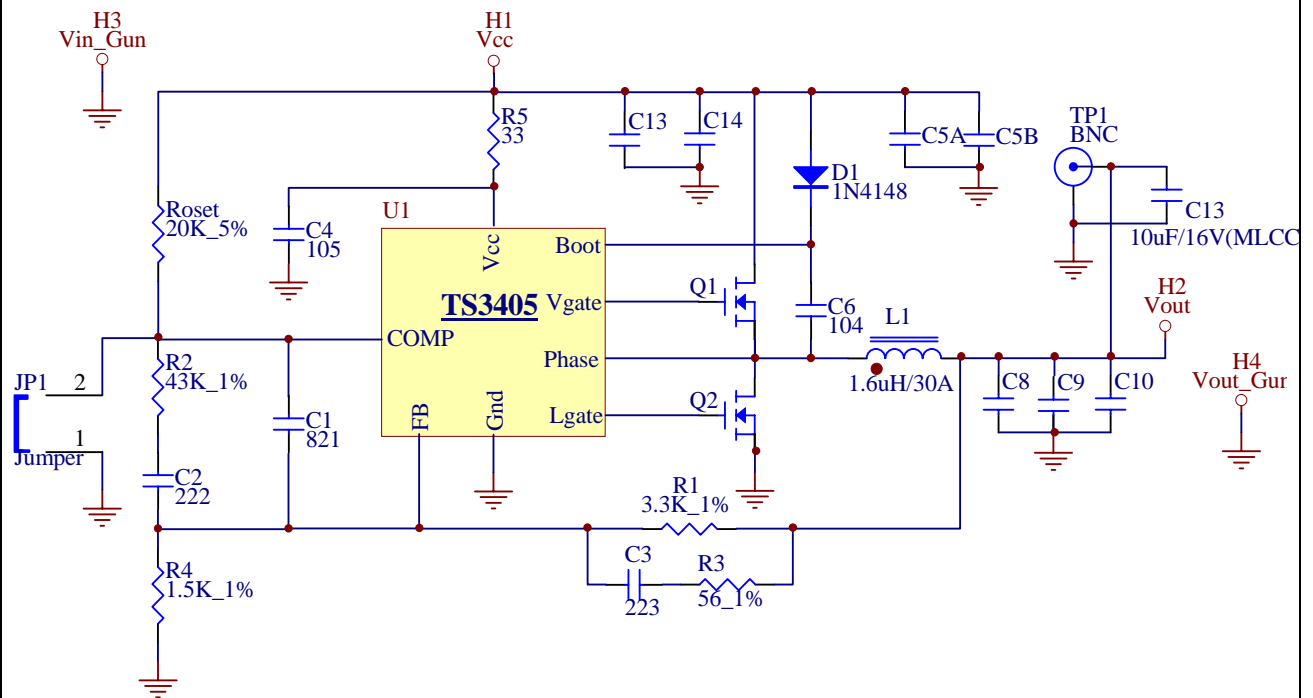 H3
Vin_Gun
H1
Vcc
R5
33
C13
C14
C5A
C5B
TP1
BNC
D1
1N4148
C13
10uF/16V(MLCC
Roset
20K_5%
C4
105
U1
Vcc
Boot
TS3405
Vgate
Q1
C6
104
L1
H2
Vout
COMP
Phase
1.6uH/30A
R2
43K_1%
JP1
2
1
Jumper
C1
821
FB
Gnd
Lgate
Q2
C8
C9
C10
H4
Vout_Gun
C2
222
R1
3.3K_1%
R4
1.5K_1%
C3
223
R3
56_1%